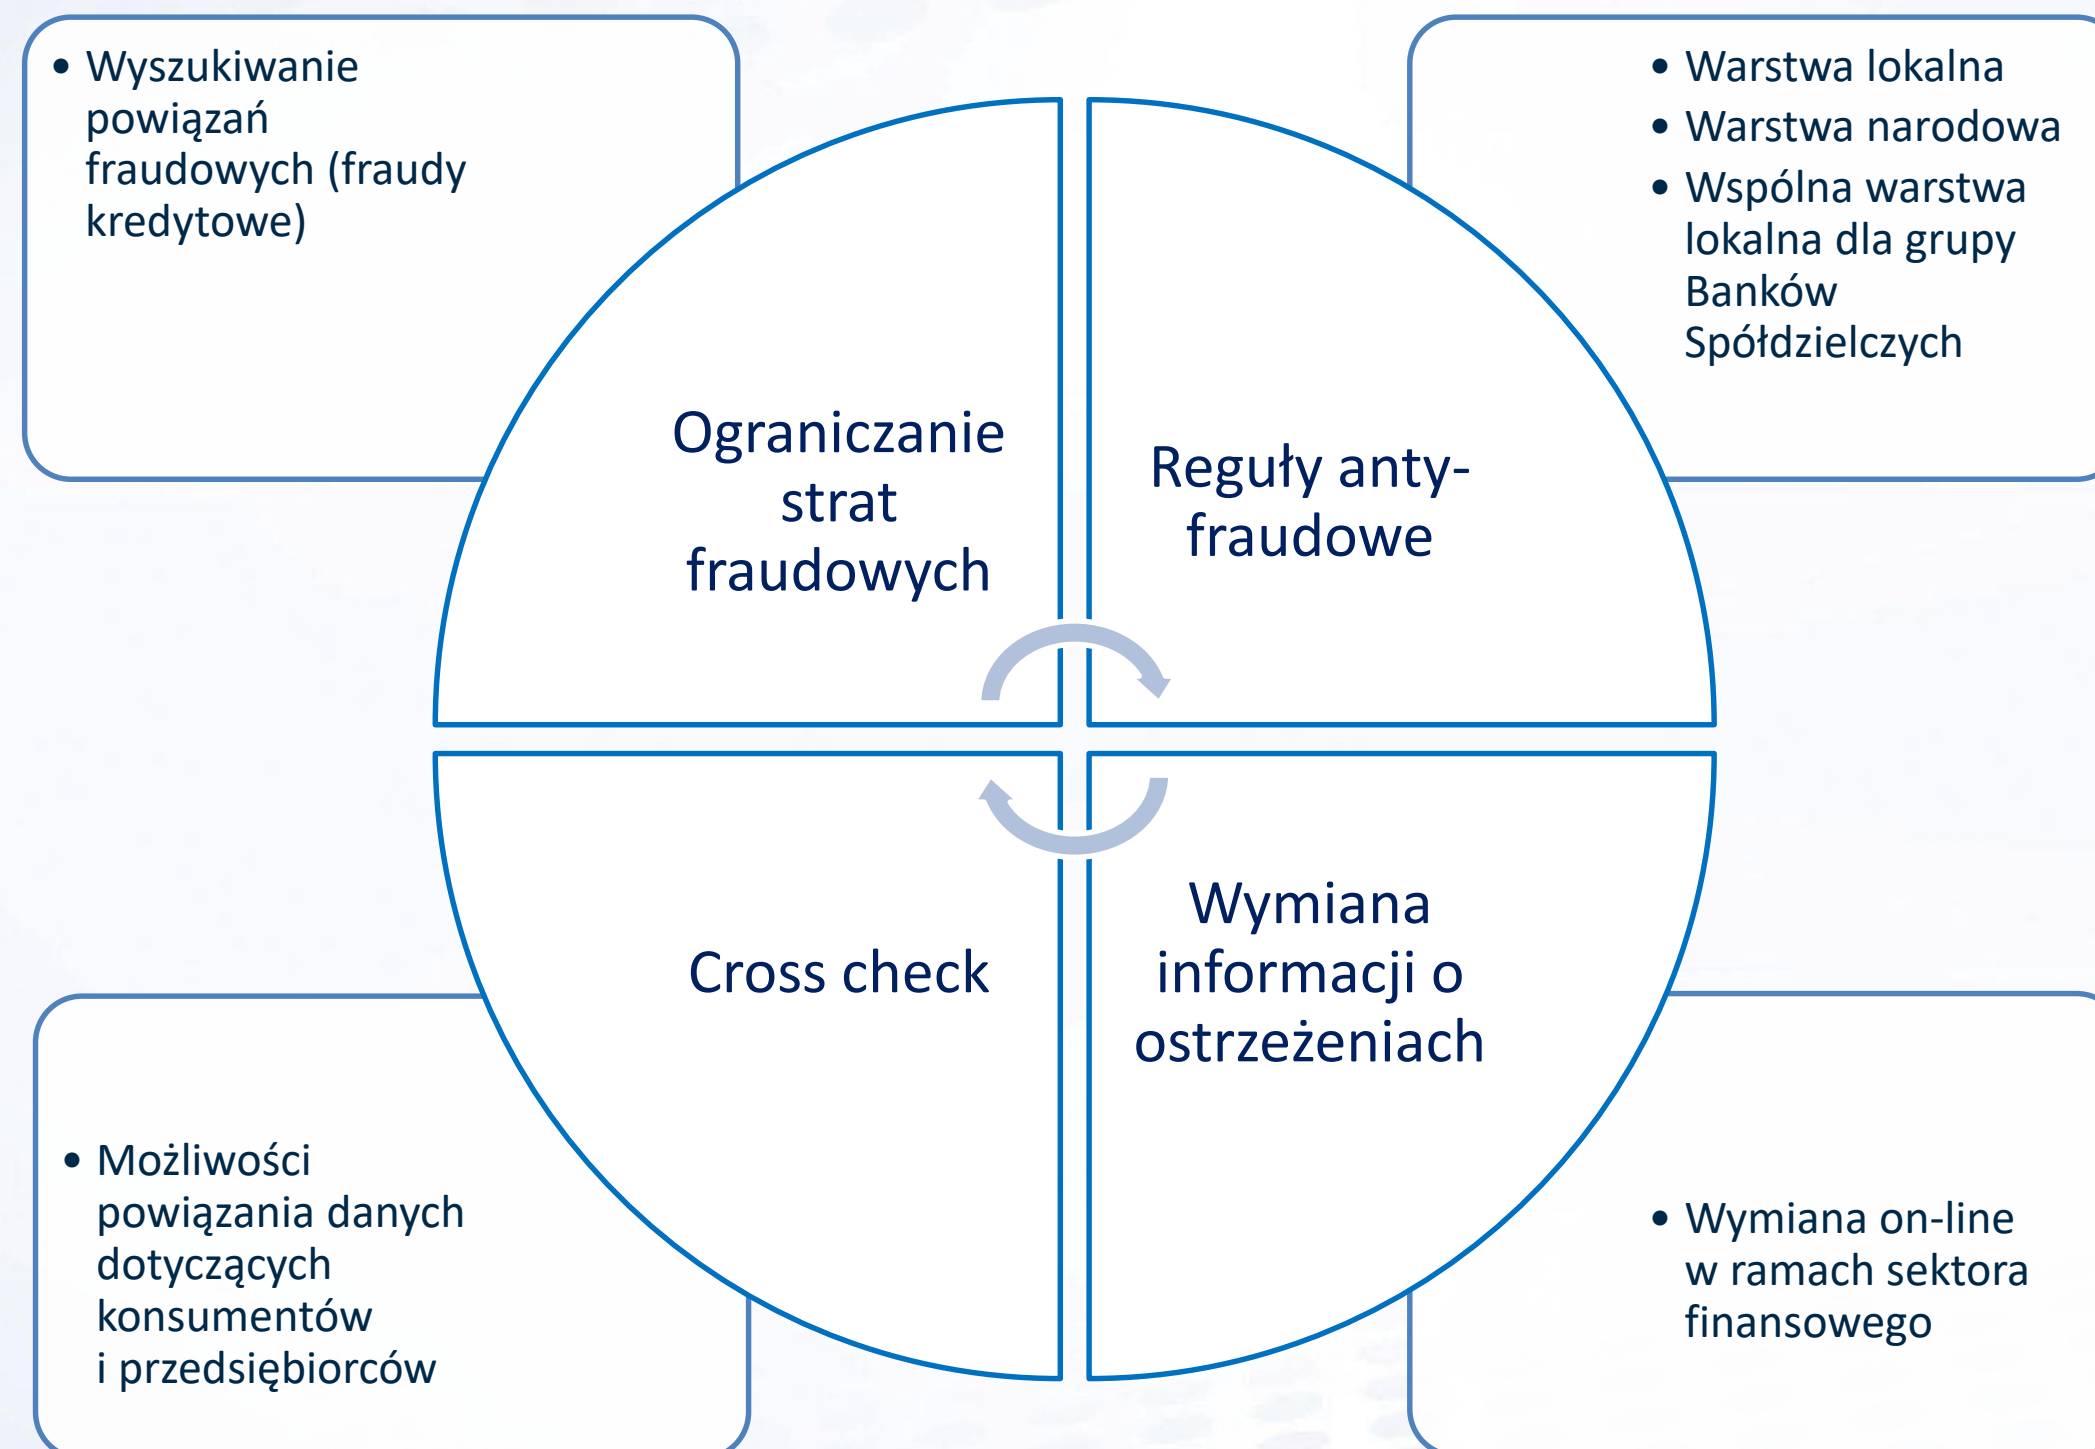 • Wyszukiwanie
powiązań
fraudowych (fraudy
kredytowe)
• Warstwa lokalna
• Warstwa narodowa
• Wspólna warstwa
lokalna dla grupy
Banków
Spółdzielczych
Ograniczanie
strat
fraudowych
Reguły anty-
fraudowe
Cross check
Wymiana
informacji o
ostrzeżeniach
• Możliwości
powiązania danych
dotyczących
konsumentów
i przedsiębiorców
• Wymiana on-line
w ramach sektora
finansowego